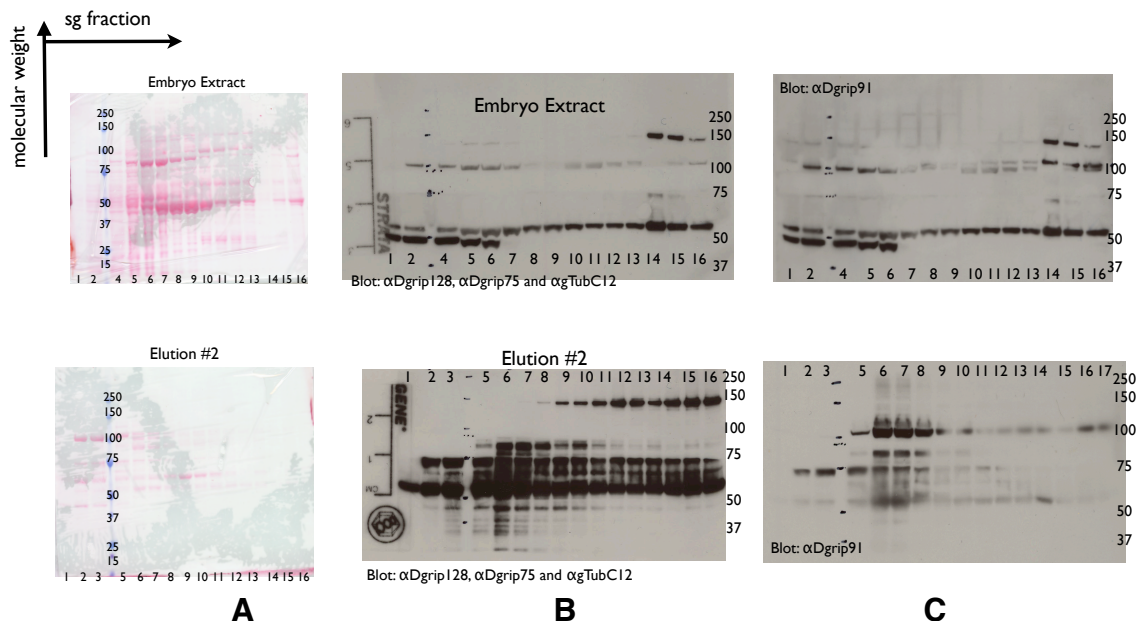 sg fraction
molecular weight
Embryo Extract
250
150
100
75
50
37
25
15
1 2 4 5 6 7 8 9 10 11 12 13 14 15 16
Embryo Extract
6
5
4
3
STRATA
250
150
100
75
50
37
1 2 4 5 6 7 8 9 10 11 12 13 14 15 16
Blot: αDgrip128, αDgrip75 and αgTubC12
Blot: αDgrip91
250
150
100
75
50
37
1 2 4 5 6 7 8 9 10 11 12 13 14 15 16
Elution #2
250
150
100
75
50
37
25
15
1 2 3 5 6 7 8 9 10 11 12 13 14 15 16
Elution #2
1 2 3 5 6 7 8 9 10 11 12 13 14 15 16
GENE
2
1
CM
250
150
100
75
50
37
Blot: αDgrip128, αDgrip75 and αgTubC12
1 2 3 5 6 7 8 9 10 11 12 13 14 15 16 17
250
150
100
75
50
37
Blot: αDgrip91
A
B
C